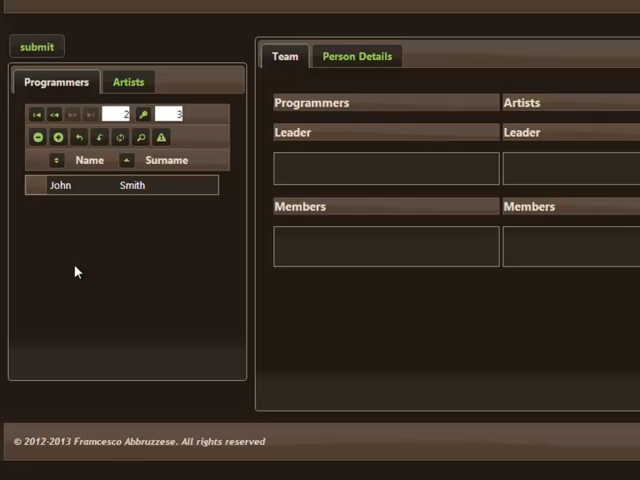 submit
Programmers Artists
2 3
Name Surname
John Smith
Team Person Details
Programmers Artists
Leader Leader
Members Members
© 2012-2013 Framcesco Abbruzzese. All rights reserved